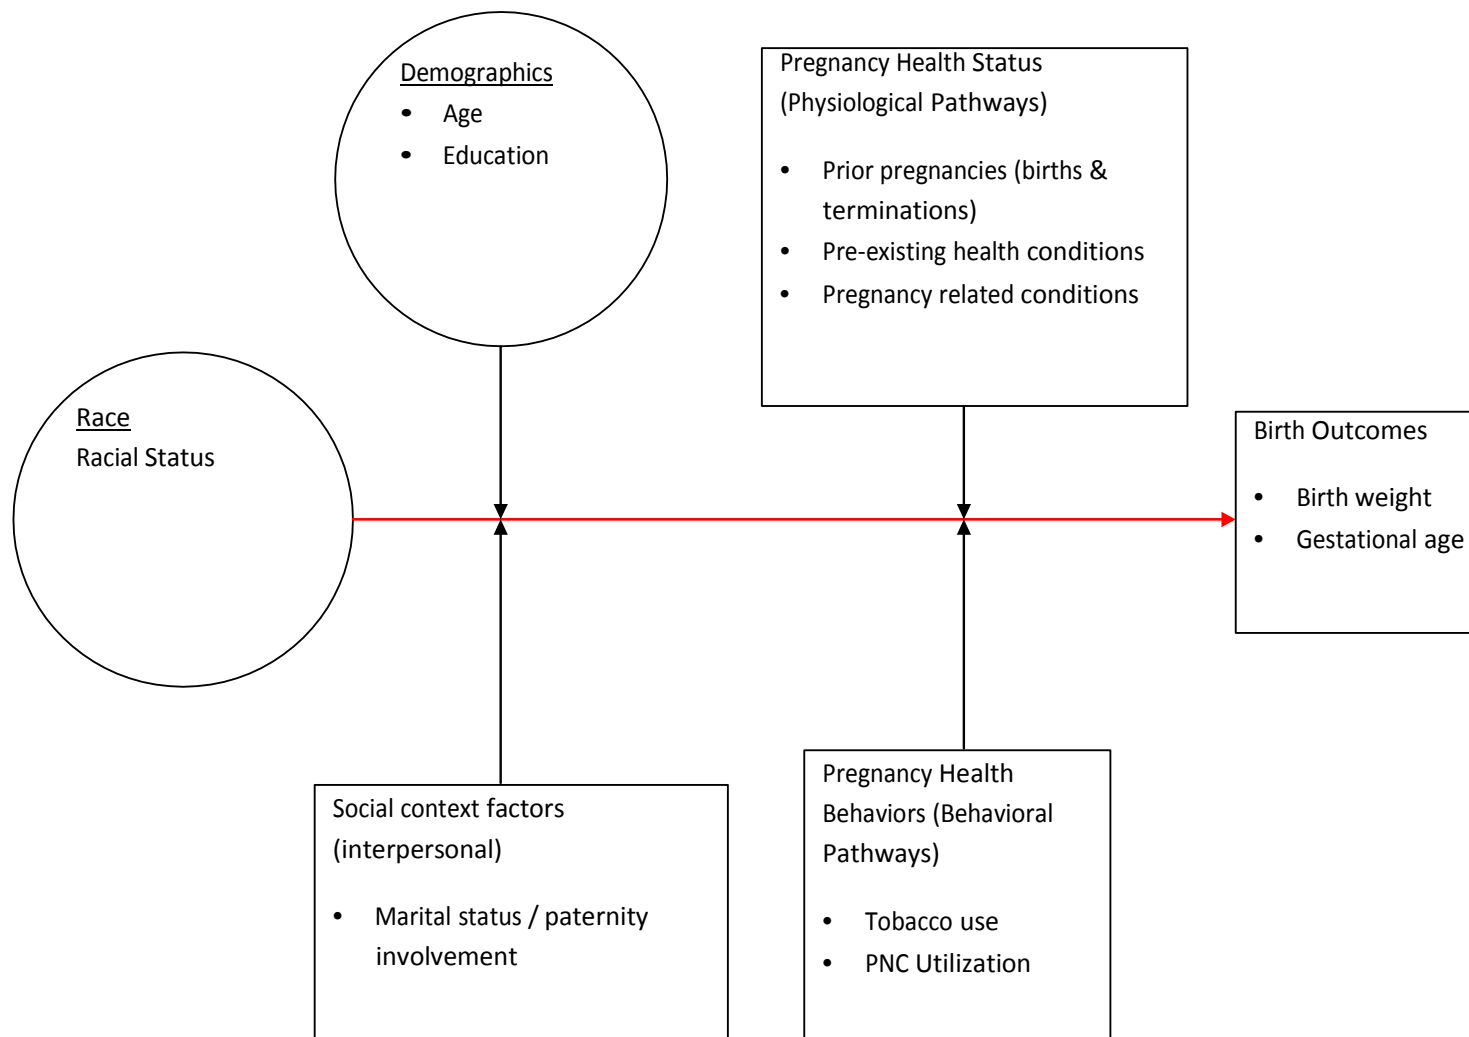 Demographics
• Age
• Education
Pregnancy Health Status
(Physiological Pathways)
• Prior pregnancies (births &
terminations)
• Pre-existing health conditions
• Pregnancy related conditions
Race
Racial Status
Birth Outcomes
• Birth weight
• Gestational age
Social context factors
(interpersonal)
• Marital status / paternity
involvement
Pregnancy Health
Behaviors (Behavioral
Pathways)
• Tobacco use
• PNC Utilization